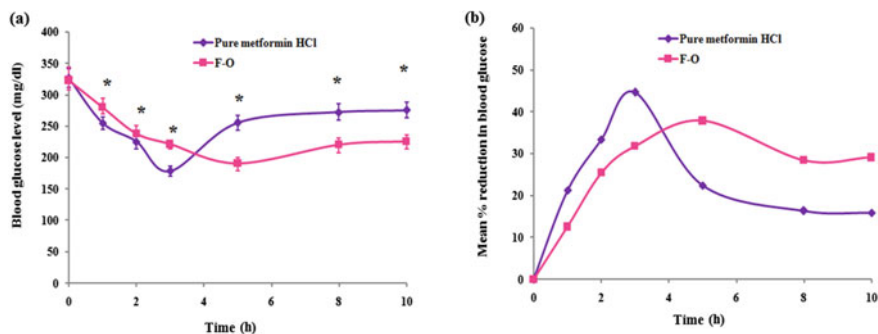 (a)
Pure metformin HCl
F-O
* * * * * *
Blood glucose level (mg/dl)
400
350
300
250
200
150
100
50
0
0 2 4 6 8 10
Time (h)
(b)
Pure metformin HCl
F-O
Mean % reduction in blood glucose
60
50
40
30
20
10
0
0 2 4 6 8 10
Time (h)